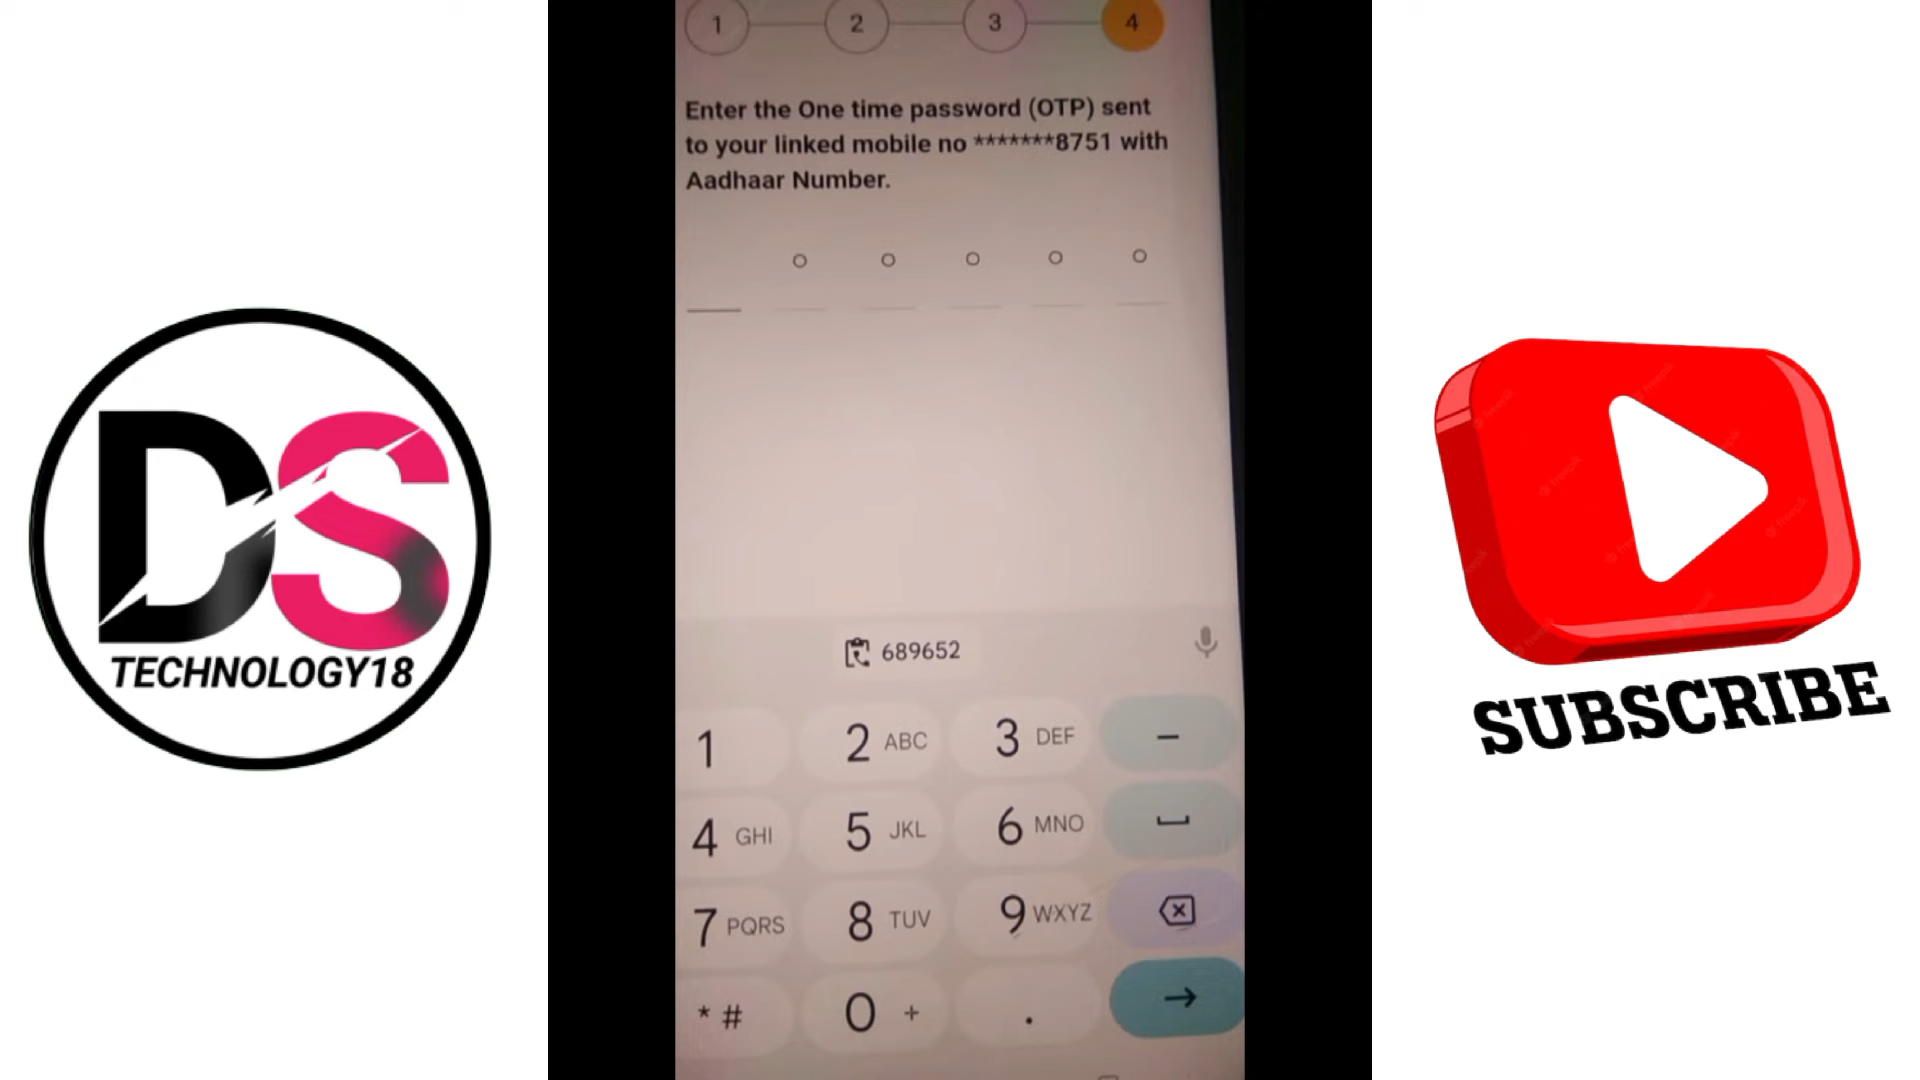 1 2 3 4
Enter the One time password (OTP) sent
to your linked mobile no *******8751 with
Aadhaar Number.
689652
1 2 ABC 3 DEF –
4 GHI 5 JKL 6 MNO
7 PQRS 8 TUV 9 WXYZ
* # 0 + .
DS
TECHNOLOGY18
SUBSCRIBE